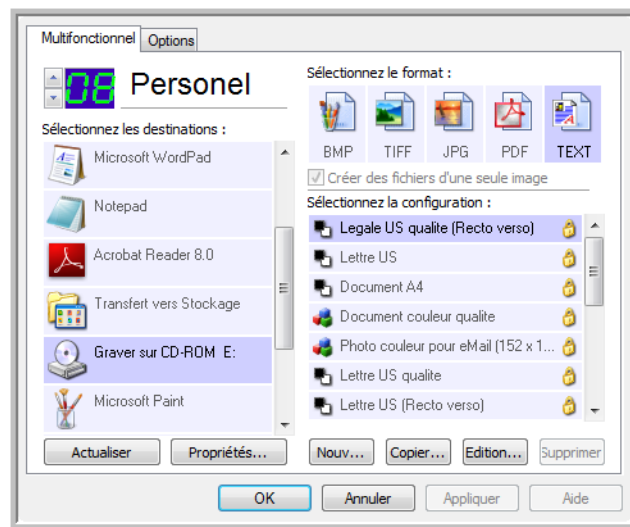 Multifonctionnel
Options
08
Personel
Sélectionnez les destinations :
Microsoft WordPad
Notepad
Acrobat Reader 8.0
Transfert vers Stockage
Graver sur CD-ROM E:
Microsoft Paint
Actualiser
Propriétés...
Sélectionnez le format :
BMP TIFF JPG PDF TEXT
Créer des fichiers d'une seule image
Sélectionnez la configuration :
Legale US qualite (Recto verso)
Lettre US
Document A4
Document couleur qualite
Photo couleur pour eMail (152 x 1...
Lettre US qualite
Lettre US (Recto verso)
Nouv...
Copier...
Edition...
Supprimer
OK
Annuler
Appliquer
Aide